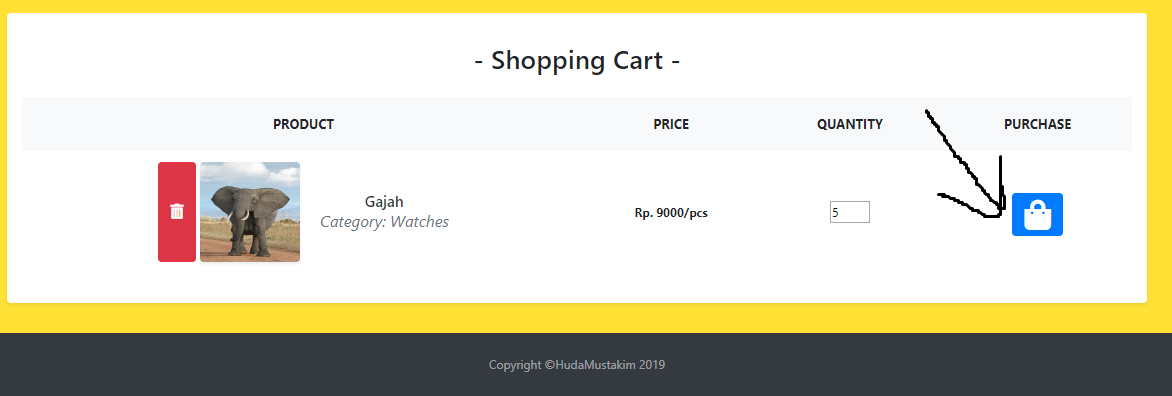 - Shopping Cart -
PRODUCT PRICE QUANTITY PURCHASE
Gajah
Category: Watches
Rp. 9000/pcs
5
Copyright ©HudaMustakim 2019